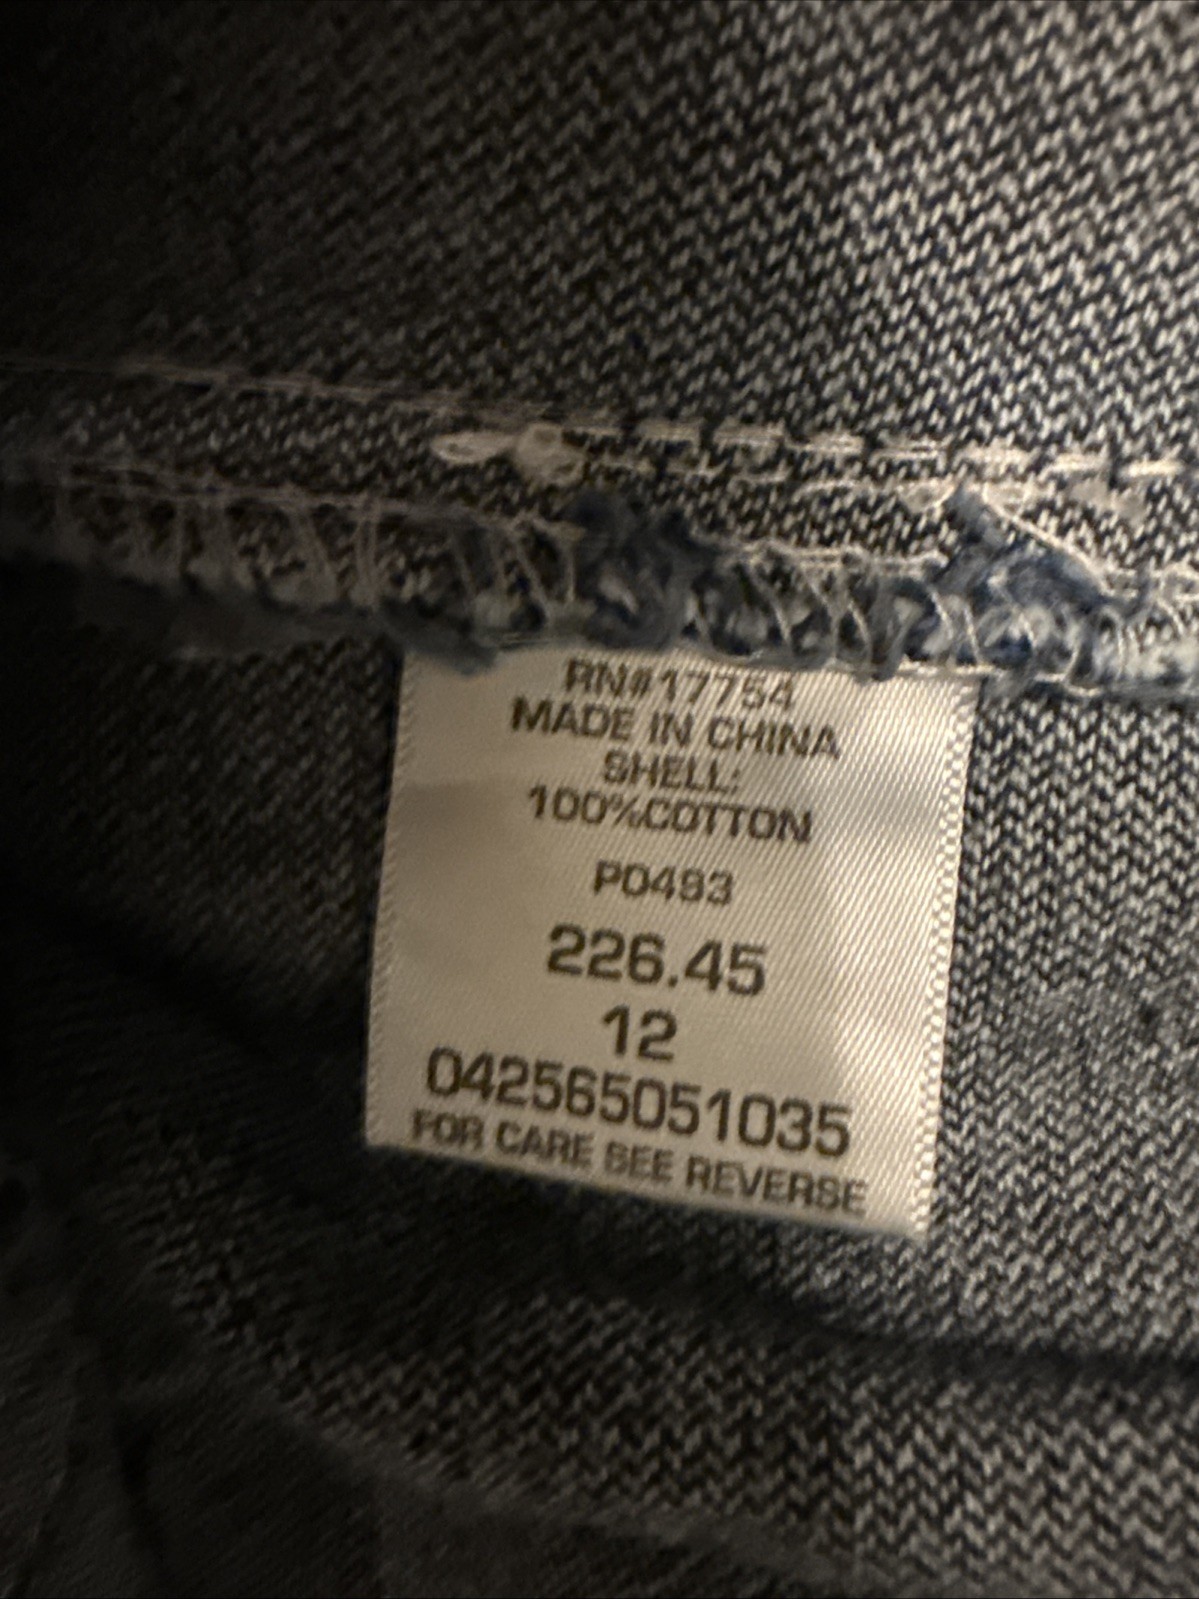 RN#17754
MADE IN CHINA
SHELL:
100%COTTON
P0493
226.45
12
042565051035
FOR CARE SEE REVERSE